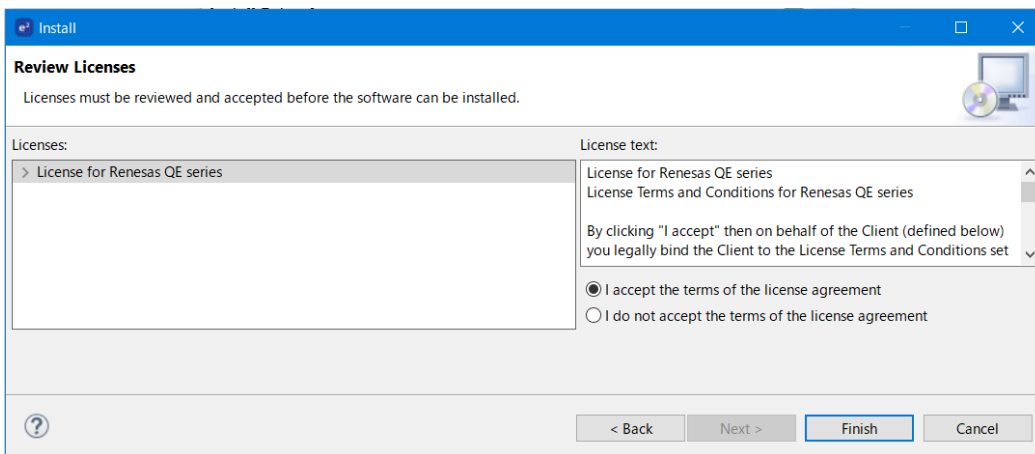 e² Install
Review Licenses
Licenses must be reviewed and accepted before the software can be installed.
Licenses:
License for Renesas QE series
License text:
License for Renesas QE series
License Terms and Conditions for Renesas QE series
By clicking "I accept" then on behalf of the Client (defined below)
you legally bind the Client to the License Terms and Conditions set
I accept the terms of the license agreement
I do not accept the terms of the license agreement
?
< Back
Next >
Finish
Cancel